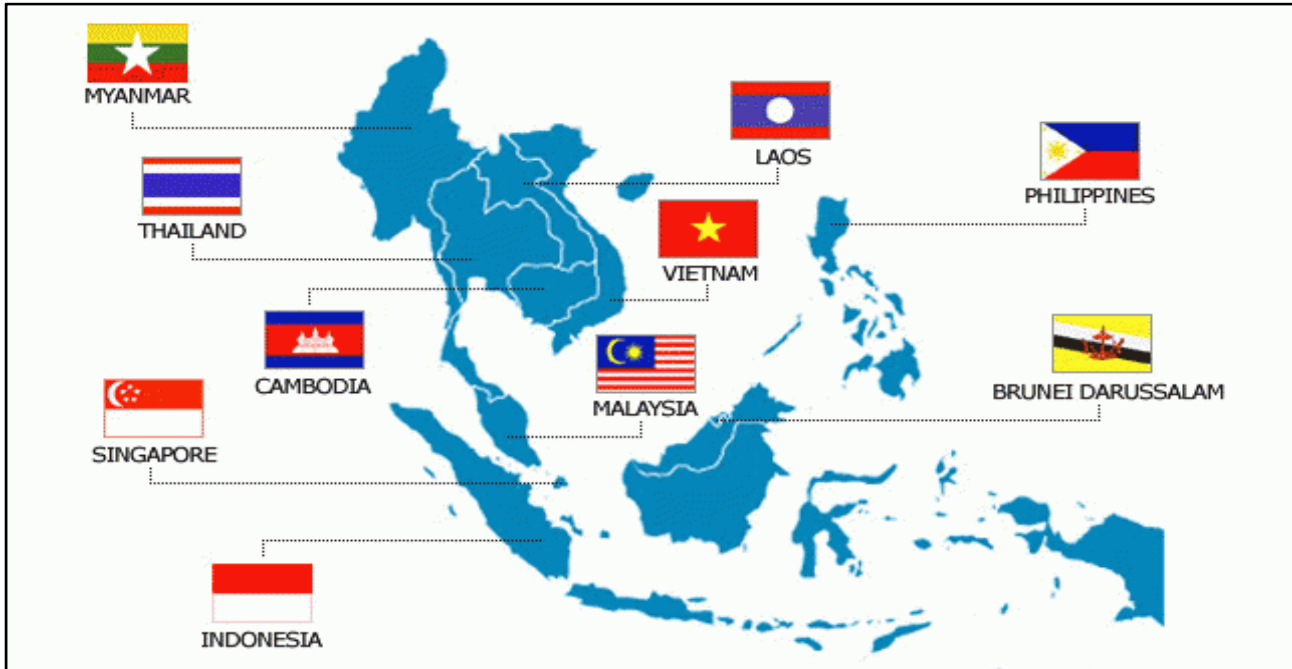 MYANMAR
LAOS
PHILIPPINES
THAILAND
VIETNAM
CAMBODIA
MALAYSIA
BRUNEI DARUSSALAM
SINGAPORE
INDONESIA